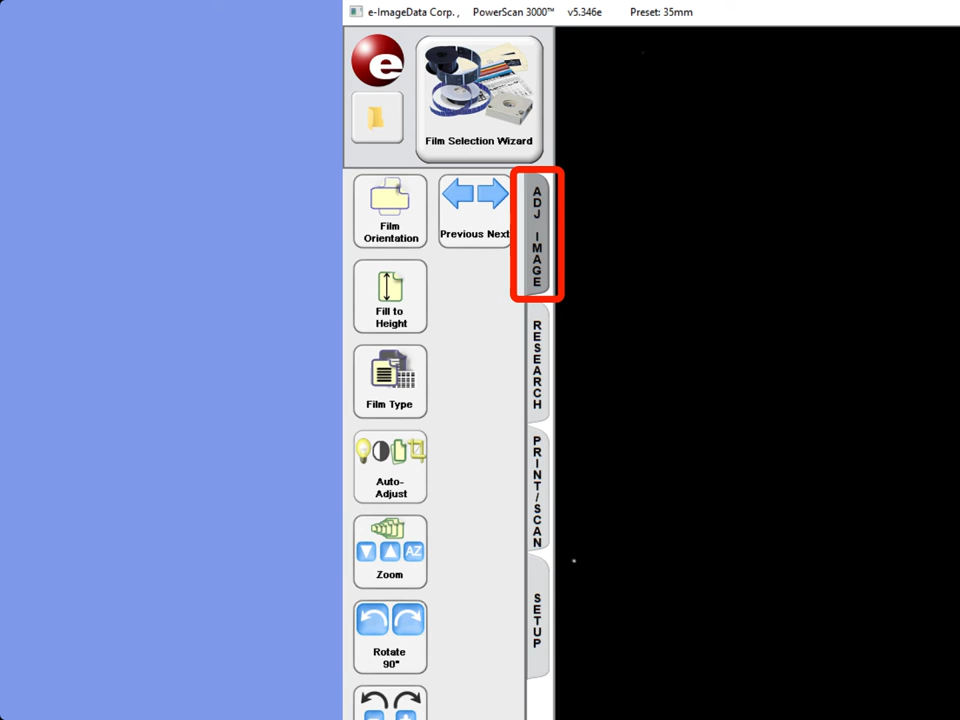 e-ImageData Corp. ,   PowerScan 3000™   v5.346e   Preset: 35mm
e
Film Selection Wizard
Film
Orientation
Previous Next
ADJ IMAGE
Fill to
Height
RESEARCH
Film Type
Auto-
Adjust
PRINT/SCAN
AZ
Zoom
Rotate
90°
SETUP